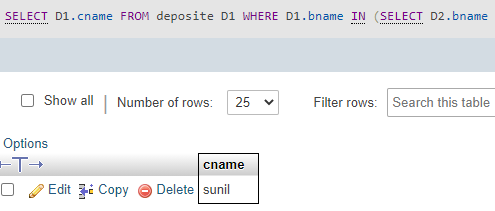 SELECT D1.cname FROM deposite D1 WHERE D1.bname IN (SELECT D2.bname
Show all | Number of rows: 25 Filter rows: Search this table
Options
cname
Edit Copy Delete sunil